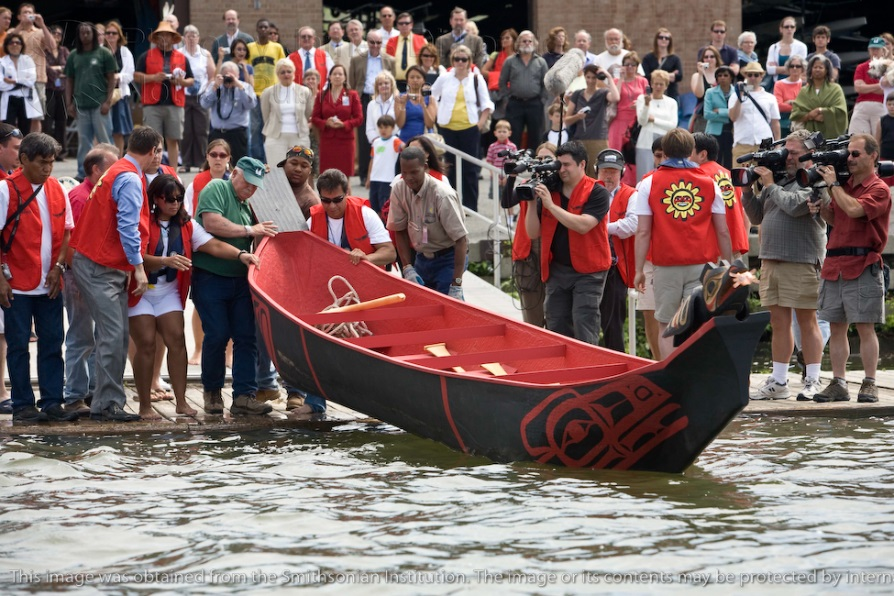 This image was obtained from the Smithsonian Institution. The image or its contents may be protected by intern